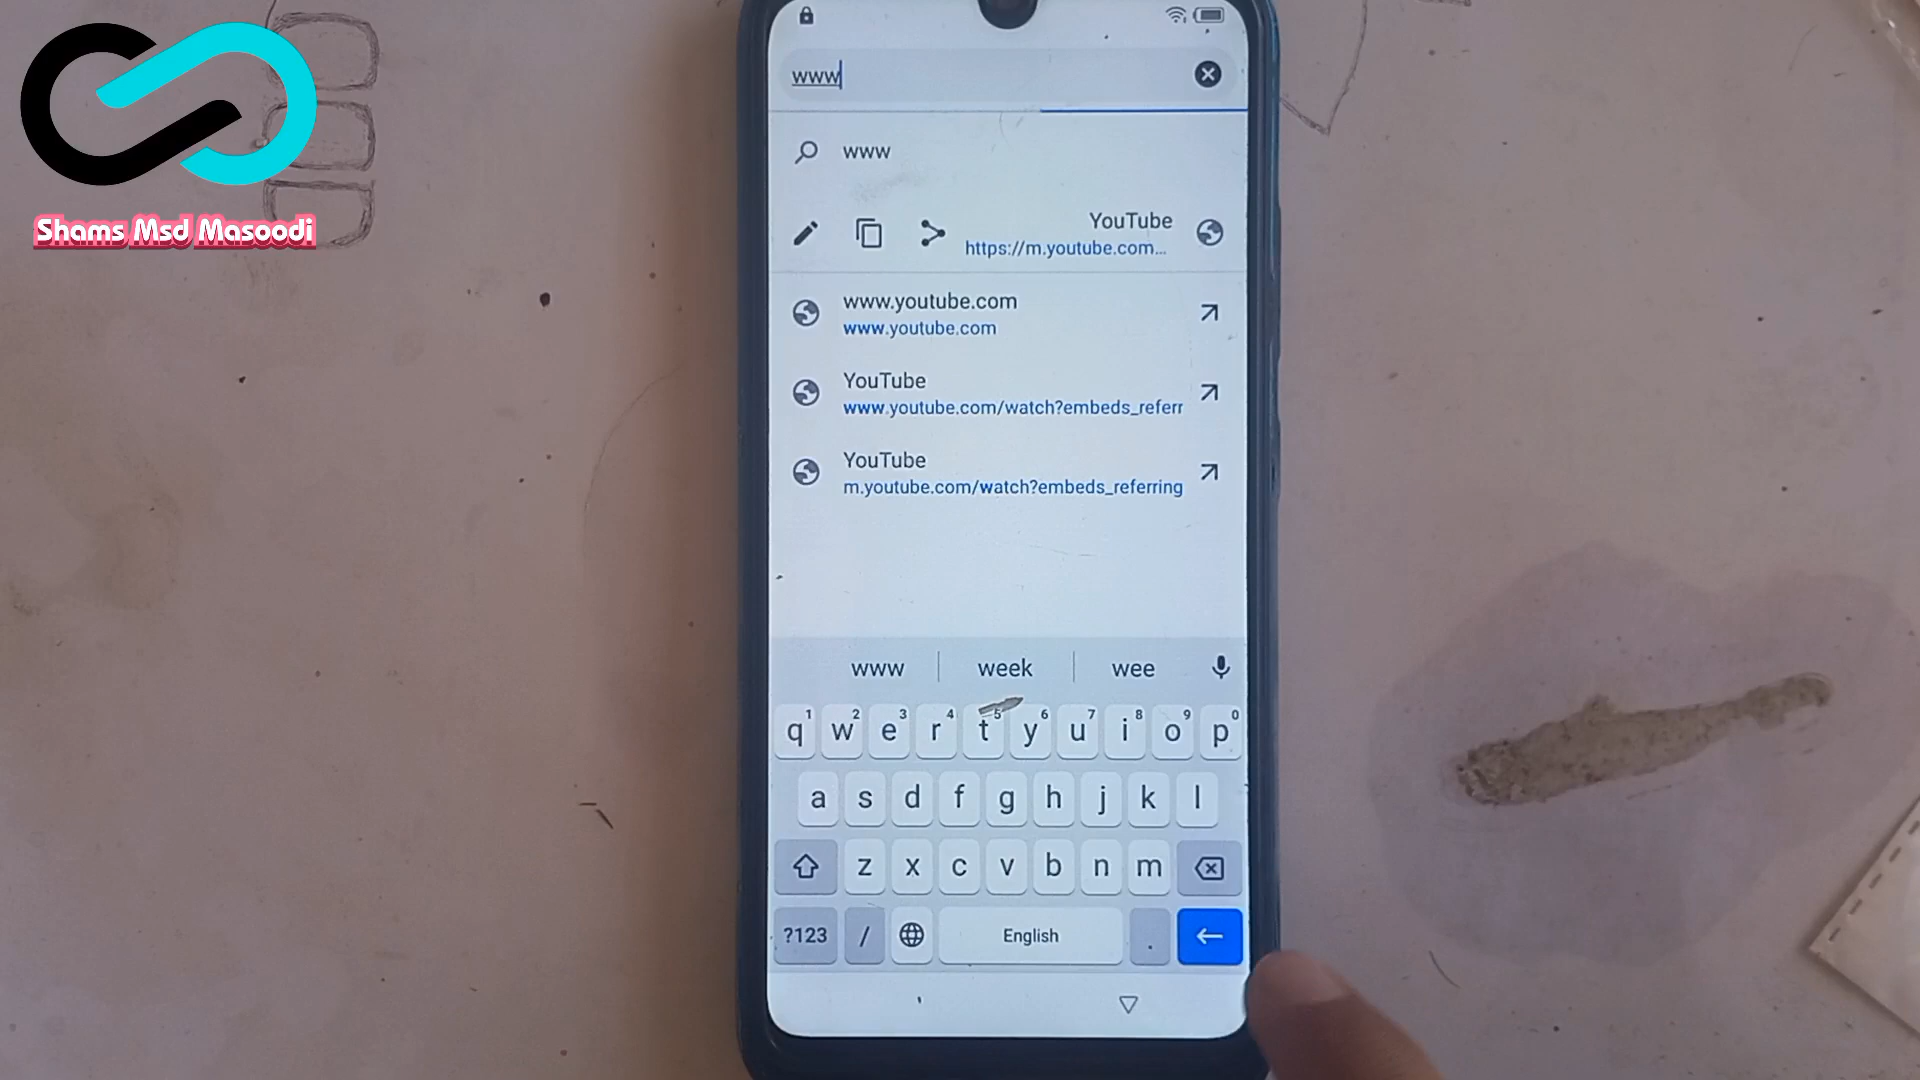 Shams Msd Masoodi
www
www
YouTube
https://m.youtube.com...
www.youtube.com
www.youtube.com
YouTube
www.youtube.com/watch?embeds_referr
YouTube
m.youtube.com/watch?embeds_referring
www week wee
q1 w2 e3 r4 t5 y6 u7 i8 o9 p0
a s d f g h j k l
z x c v b n m
?123 / English .